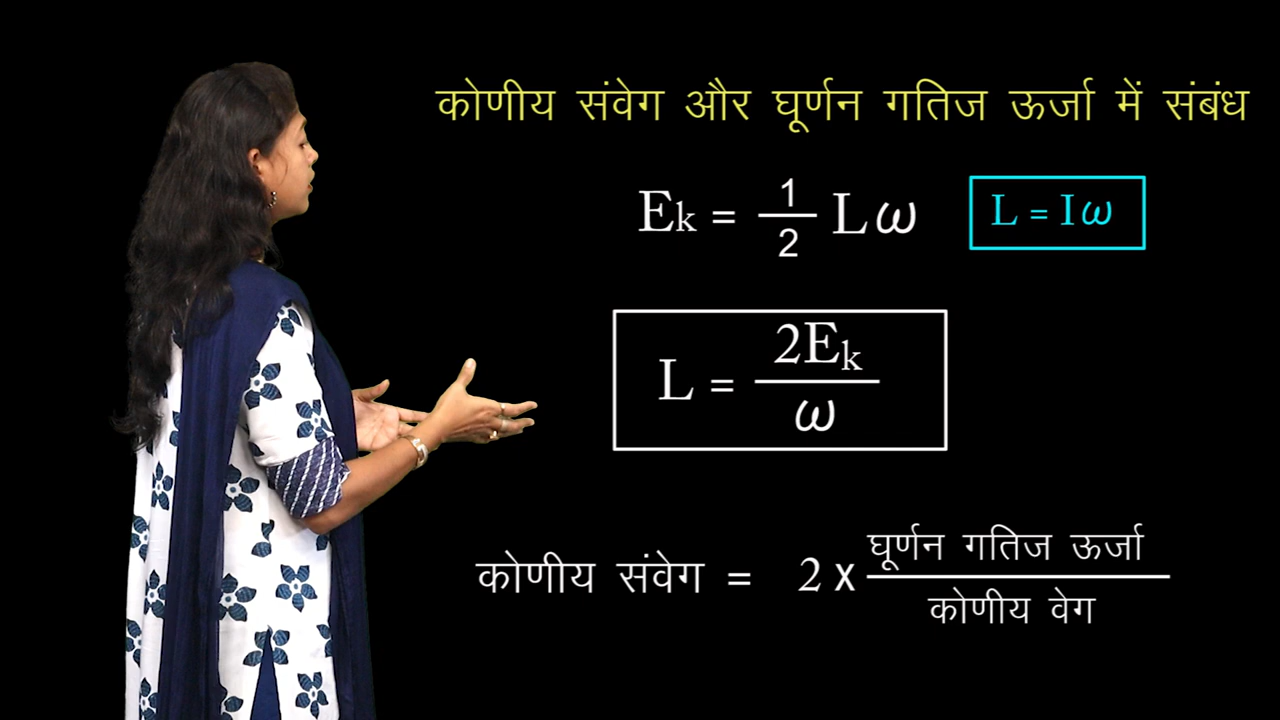 कोणीय संवेग और घूर्णन गतिज ऊर्जा में संबंध
Ek = 1/2 Lω
L = Iω
L = 2Ek/ω
कोणीय संवेग = 2 x घूर्णन गतिज ऊर्जा/कोणीय वेग